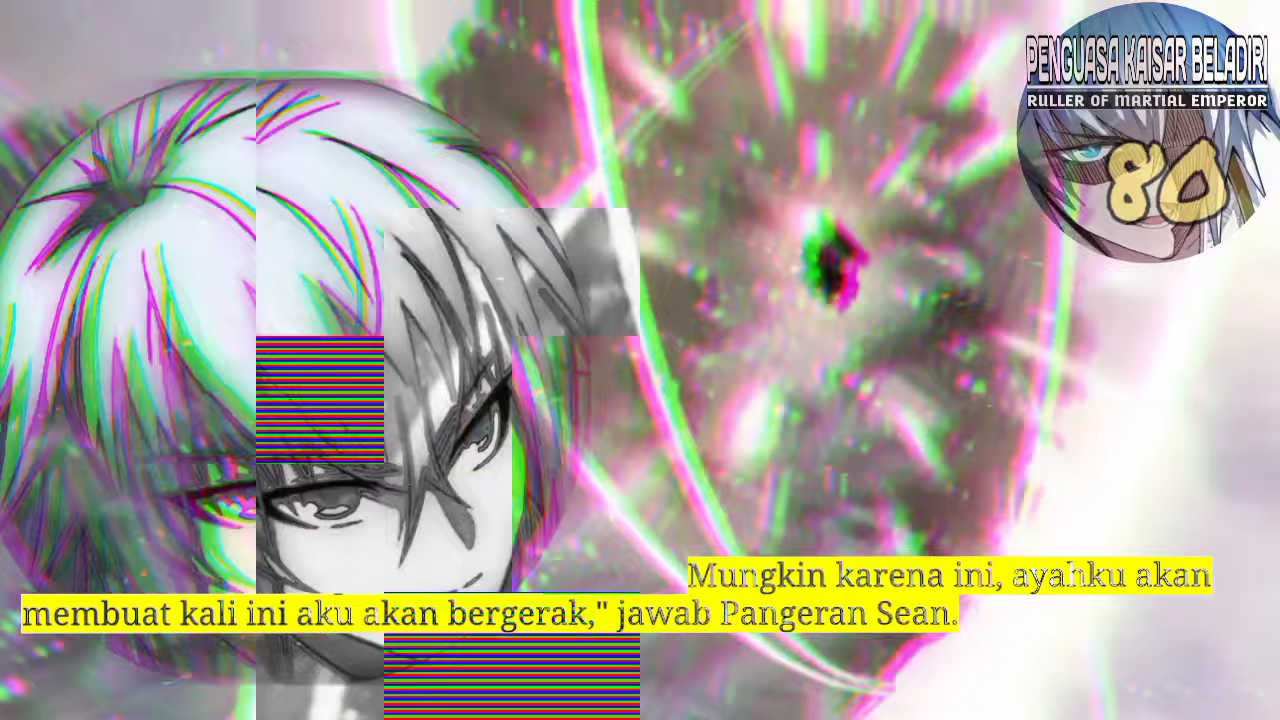 PENGUASA KAISAR BELADIRI
RULLER OF MARTIAL EMPEROR
80
Mungkin karena ini, ayahku akan
membuat kali ini aku akan bergerak," jawab Pangeran Sean.